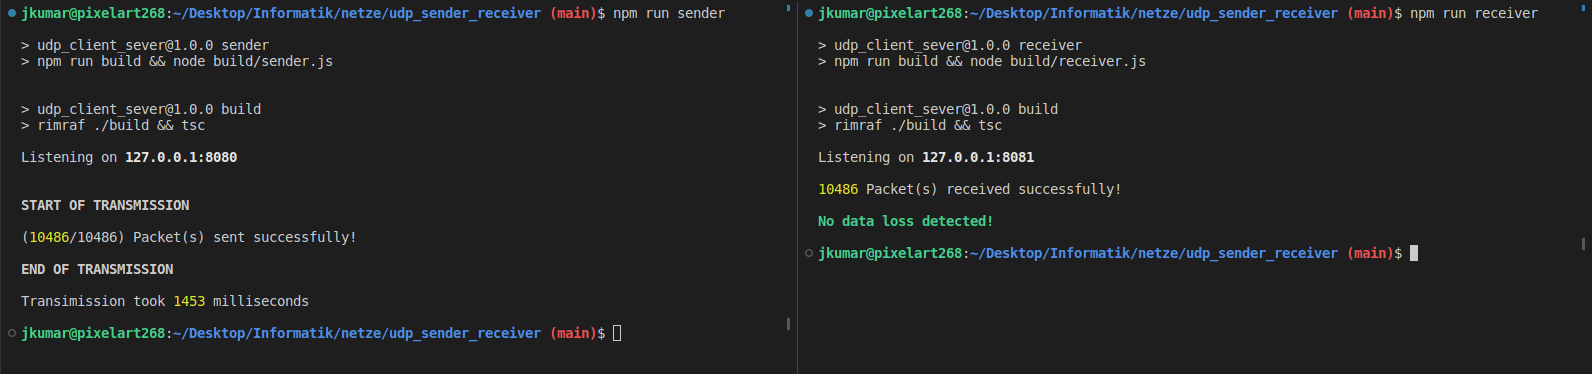 jkumar@pixelart268:~/Desktop/Informatik/netze/udp_sender_receiver (main)$ npm run sender
> udp_client_sever@1.0.0 sender
> npm run build && node build/sender.js
> udp_client_sever@1.0.0 build
> rimraf ./build && tsc
Listening on 127.0.0.1:8080
START OF TRANSMISSION
(10486/10486) Packet(s) sent successfully!
END OF TRANSMISSION
Transimission took 1453 milliseconds
jkumar@pixelart268:~/Desktop/Informatik/netze/udp_sender_receiver (main)$
jkumar@pixelart268:~/Desktop/Informatik/netze/udp_sender_receiver (main)$ npm run receiver
> udp_client_sever@1.0.0 receiver
> npm run build && node build/receiver.js
> udp_client_sever@1.0.0 build
> rimraf ./build && tsc
Listening on 127.0.0.1:8081
10486 Packet(s) received successfully!
No data loss detected!
jkumar@pixelart268:~/Desktop/Informatik/netze/udp_sender_receiver (main)$